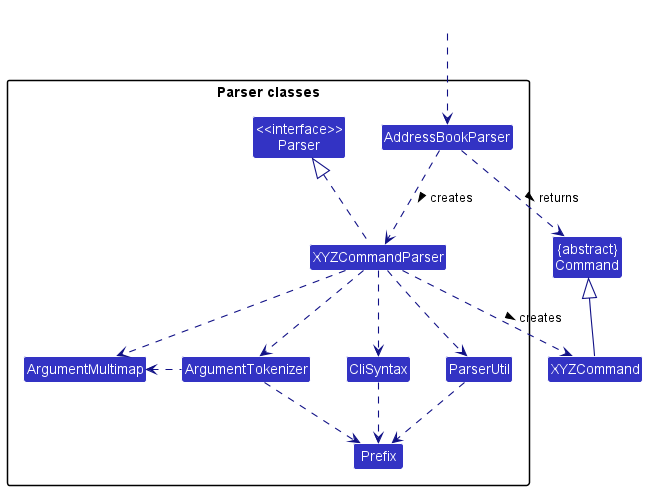 Parser classes
<<interface>>
Parser
AddressBookParser
creates
returns
XYZCommandParser
{abstract}
Command
creates
ArgumentMultimap
ArgumentTokenizer
CliSyntax
ParserUtil
XYZCommand
Prefix